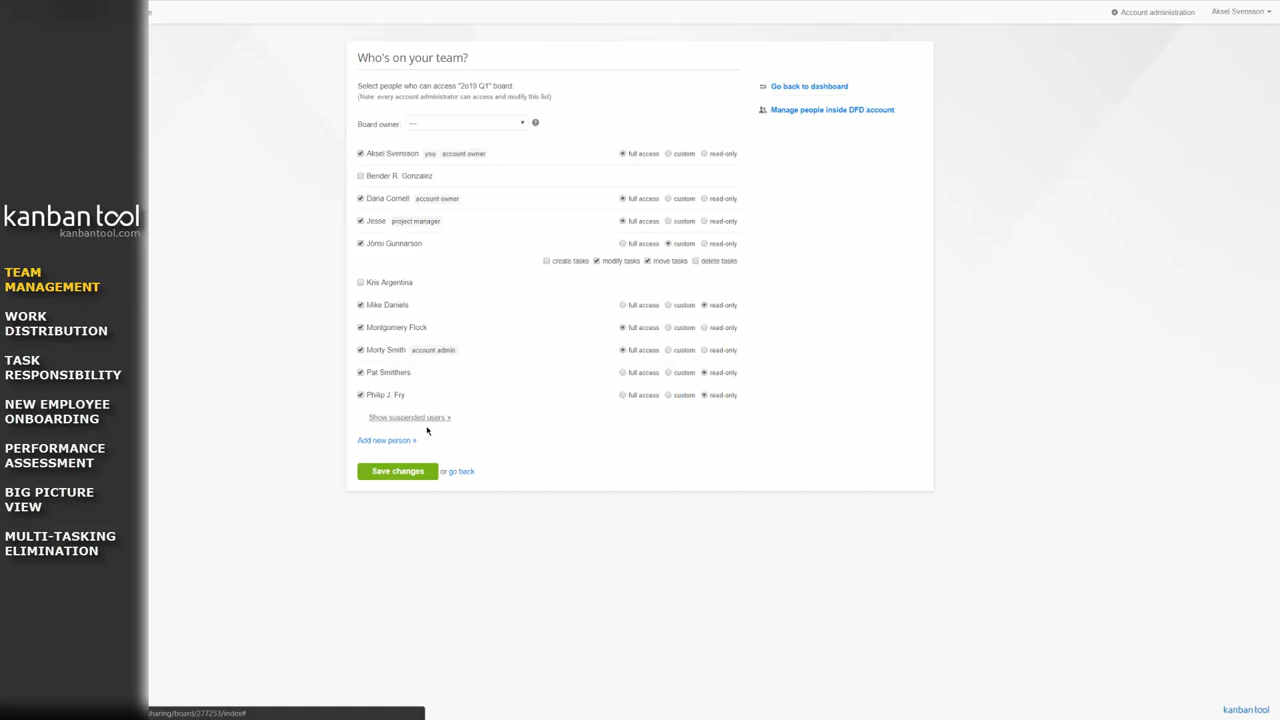 Account administration
Aksel Svensson
Who's on your team?
Select people who can access "2o19 Q1" board:
(Note: every account administrator can access and modify this list)
Go back to dashboard
Manage people inside DFD account
Board owner: ---
Aksel Svensson you account owner full access custom read-only
Bender R. Gonzalez
Daria Cornell account owner full access custom read-only
Jesse project manager full access custom read-only
Jónsi Gunnarson full access custom read-only
create tasks modify tasks move tasks delete tasks
Kris Argentina
Mike Daniels full access custom read-only
Montgomery Flock full access custom read-only
Morty Smith account admin full access custom read-only
Pat Smitthers full access custom read-only
Philip J. Fry full access custom read-only
Show suspended users »
Add new person »
Save changes or go back
kanban tool
kanbantool.com
TEAM
MANAGEMENT
WORK
DISTRIBUTION
TASK
RESPONSIBILITY
NEW EMPLOYEE
ONBOARDING
PERFORMANCE
ASSESSMENT
BIG PICTURE
VIEW
MULTI-TASKING
ELIMINATION
haring/board/277253/index#
kanbantool